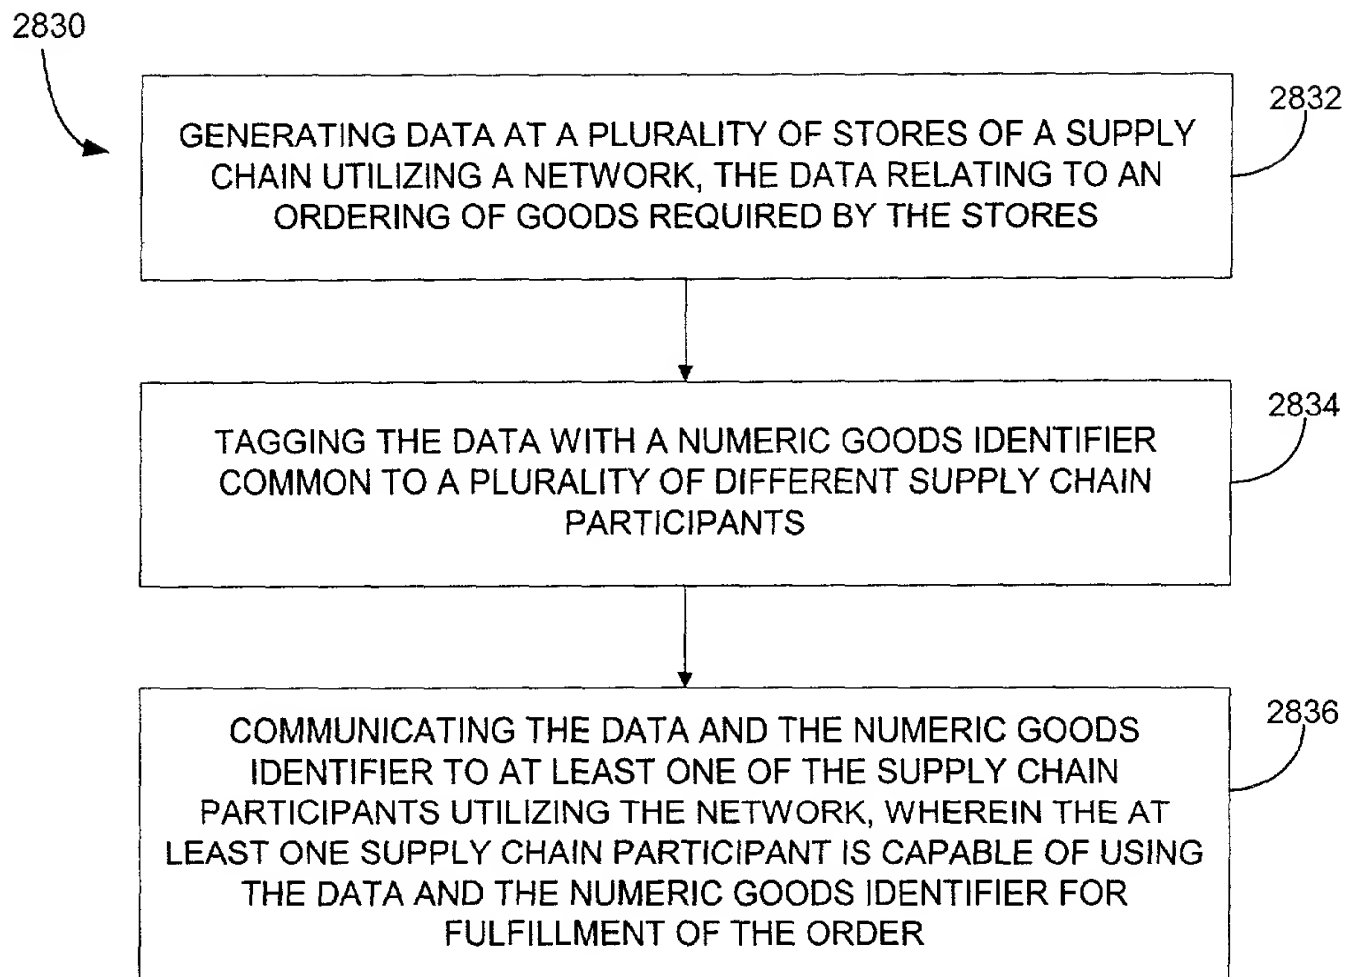 2830
2832
GENERATING DATA AT A PLURALITY OF STORES OF A SUPPLY
CHAIN UTILIZING A NETWORK, THE DATA RELATING TO AN
ORDERING OF GOODS REQUIRED BY THE STORES
2834
TAGGING THE DATA WITH A NUMERIC GOODS IDENTIFIER
COMMON TO A PLURALITY OF DIFFERENT SUPPLY CHAIN
PARTICIPANTS
2836
COMMUNICATING THE DATA AND THE NUMERIC GOODS
IDENTIFIER TO AT LEAST ONE OF THE SUPPLY CHAIN
PARTICIPANTS UTILIZING THE NETWORK, WHEREIN THE AT
LEAST ONE SUPPLY CHAIN PARTICIPANT IS CAPABLE OF USING
THE DATA AND THE NUMERIC GOODS IDENTIFIER FOR
FULFILLMENT OF THE ORDER